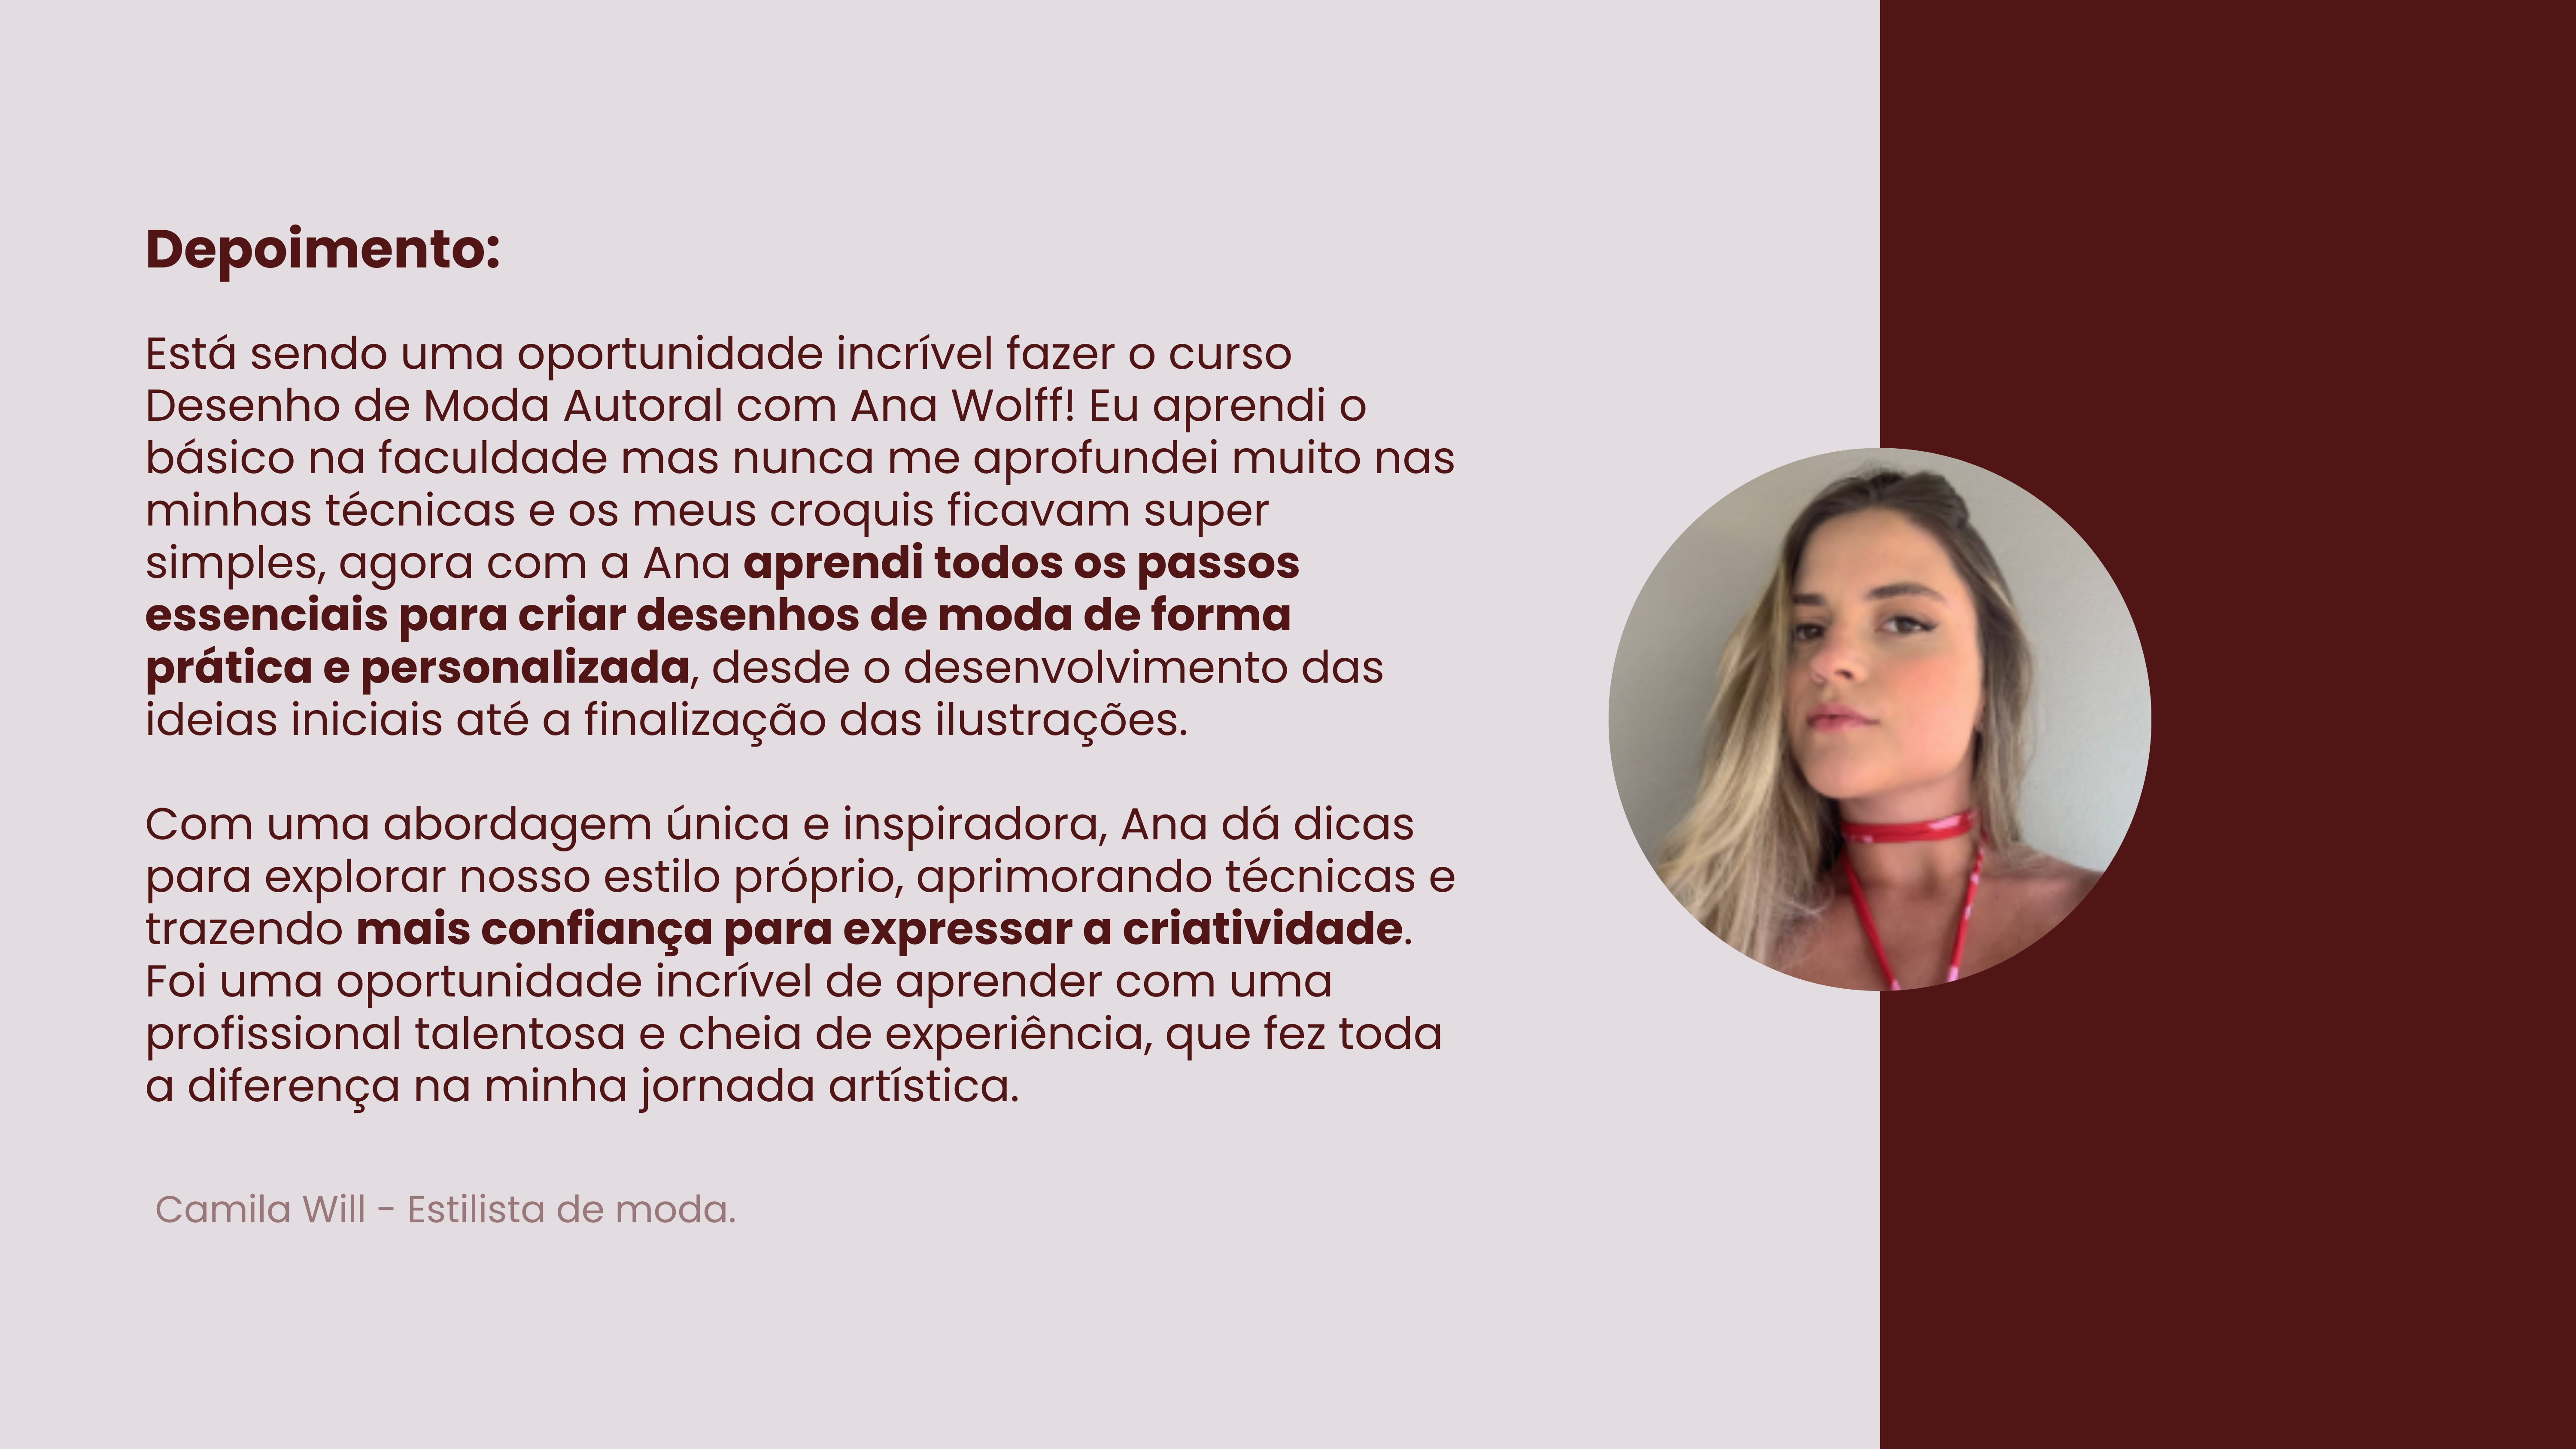 Depoimento:
Está sendo uma oportunidade incrível fazer o curso
Desenho de Moda Autoral com Ana Wolff! Eu aprendi o
básico na faculdade mas nunca me aprofundei muito nas
minhas técnicas e os meus croquis ficavam super
simples, agora com a Ana aprendi todos os passos
essenciais para criar desenhos de moda de forma
prática e personalizada, desde o desenvolvimento das
ideias iniciais até a finalização das ilustrações.
Com uma abordagem única e inspiradora, Ana dá dicas
para explorar nosso estilo próprio, aprimorando técnicas e
trazendo mais confiança para expressar a criatividade.
Foi uma oportunidade incrível de aprender com uma
profissional talentosa e cheia de experiência, que fez toda
a diferença na minha jornada artística.
Camila Will - Estilista de moda.